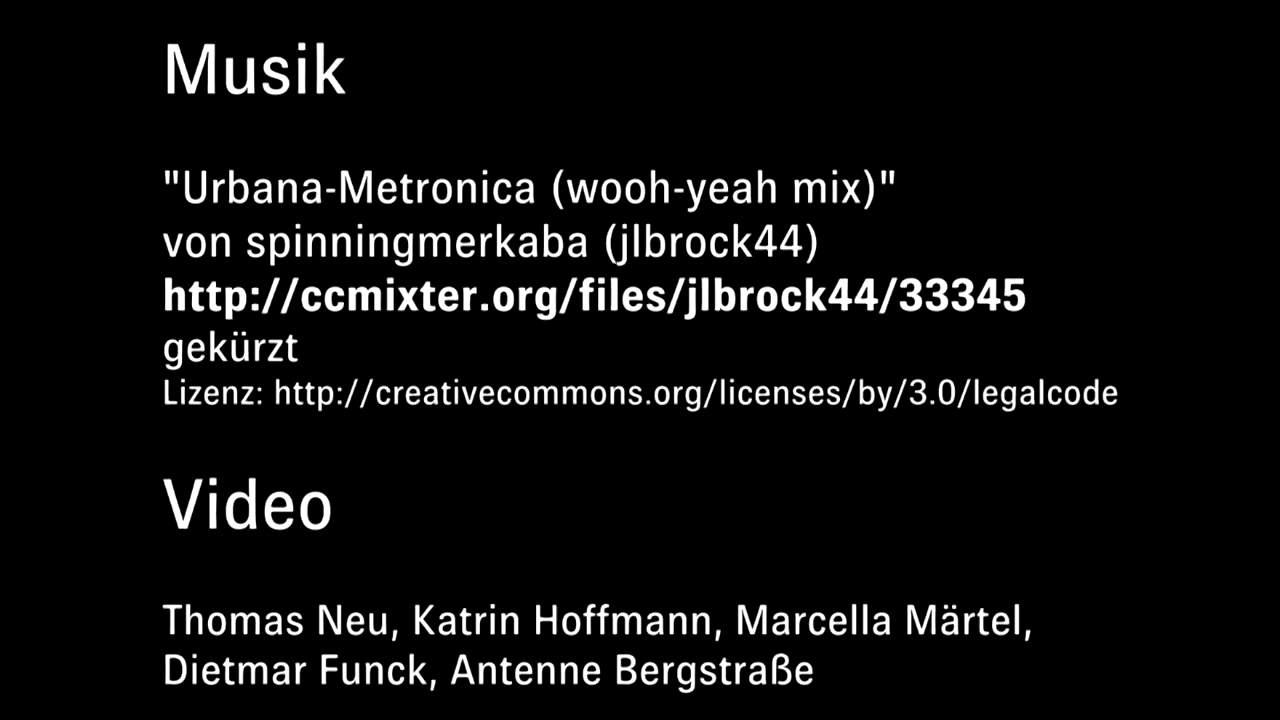 Musik
"Urbana-Metronica (wooh-yeah mix)"
von spinningmerkaba (jlbrock44)
http://ccmixter.org/files/jlbrock44/33345
gekürzt
Lizenz: http://creativecommons.org/licenses/by/3.0/legalcode
Video
Thomas Neu, Katrin Hoffmann, Marcella Märtel,
Dietmar Funck, Antenne Bergstraße